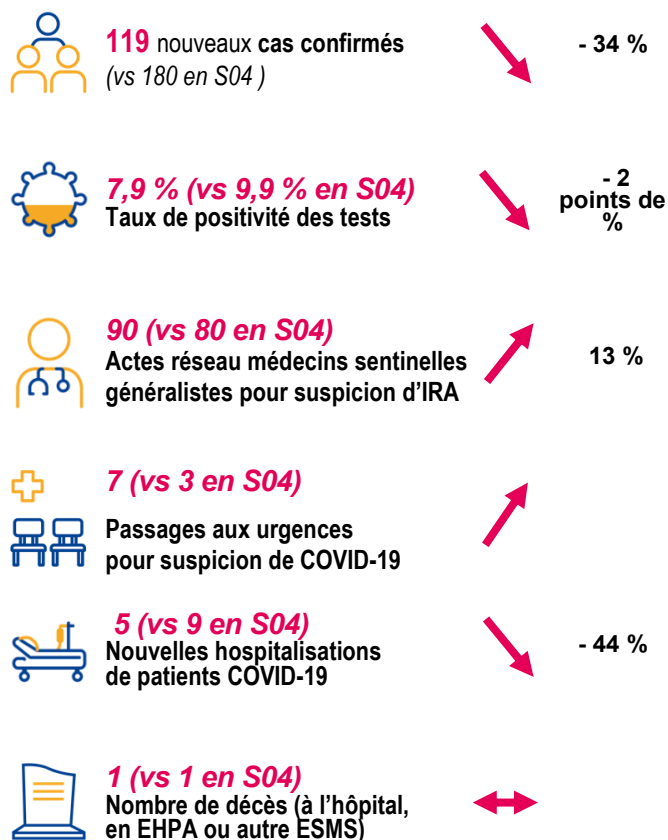 119 nouveaux cas confirmés
(vs 180 en S04 )
- 34 %
7,9 % (vs 9,9 % en S04)
Taux de positivité des tests
- 2
points de
%
90 (vs 80 en S04)
Actes réseau médecins sentinelles
généralistes pour suspicion d’IRA
13 %
7 (vs 3 en S04)
Passages aux urgences
pour suspicion de COVID-19
5 (vs 9 en S04)
Nouvelles hospitalisations
de patients COVID-19
- 44 %
1 (vs 1 en S04)
Nombre de décès (à l’hôpital,
en EHPA ou autre ESMS)